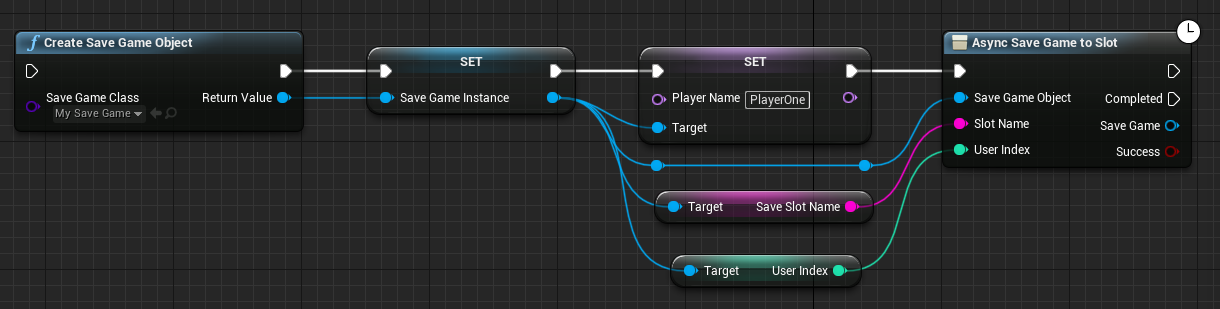 Create Save Game Object
Save Game Class
My Save Game
Return Value
SET
Save Game Instance
SET
Player Name PlayerOne
Target
Target Save Slot Name
Target User Index
Async Save Game to Slot
Save Game Object
Completed
Slot Name
Save Game
User Index
Success